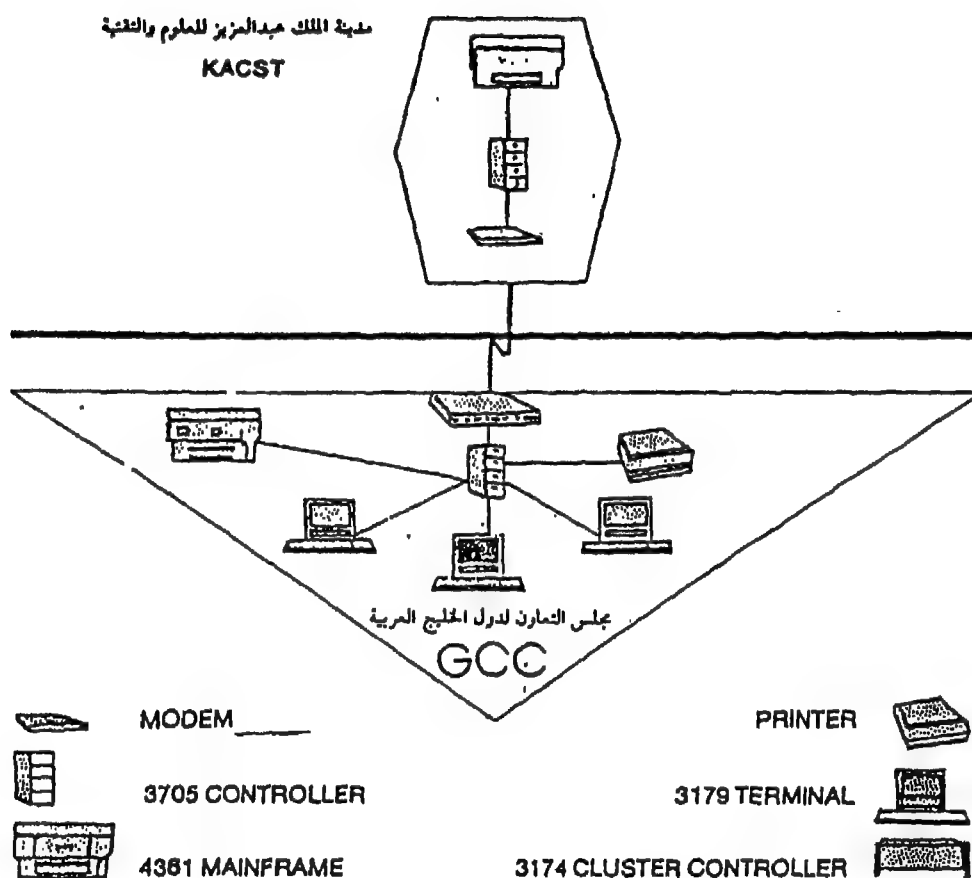 مدينة الملك عبدالعزيز للعلوم والتقنية
KACST
مجلس التعاون لدول الخليج العربية
GCC
MODEM
PRINTER
3705 CONTROLLER
3179 TERMINAL
4361 MAINFRAME
3174 CLUSTER CONTROLLER